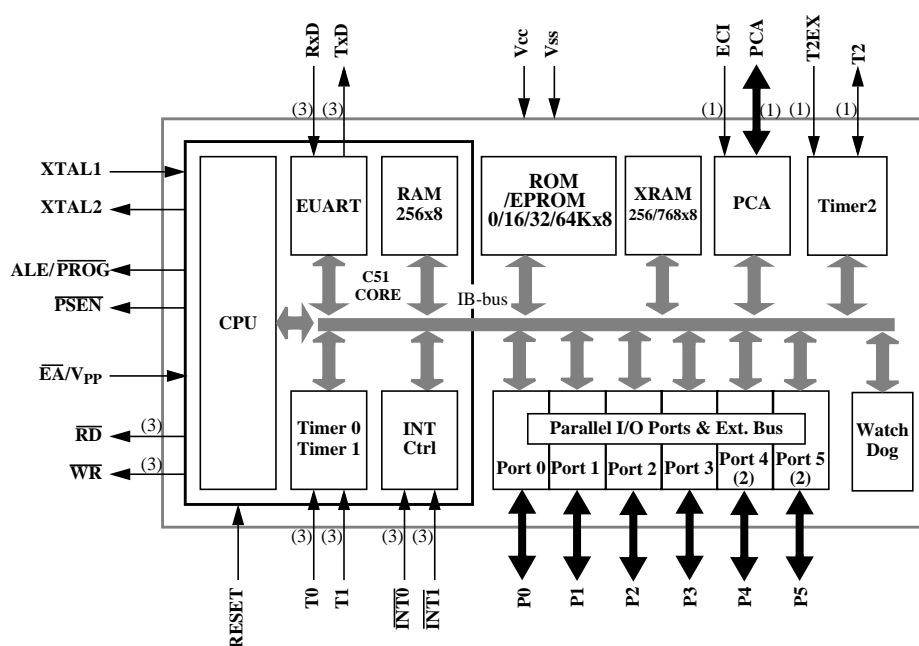 RxD
TxD
Vcc
Vss
ECI
PCA
T2EX
T2
(3)
(3)
(1)
(1)
(1)
(1)
XTAL1
XTAL2
ALE/PROG
PSEN
EA/VPP
RD
(3)
WR
(3)
CPU
EUART
RAM
256x8
C51
CORE
IB-bus
ROM
/EPROM
0/16/32/64Kx8
XRAM
256/768x8
PCA
Timer2
Timer 0
Timer 1
INT
Ctrl
Parallel I/O Ports & Ext. Bus
Port 0
Port 1
Port 2
Port 3
Port 4
(2)
Port 5
(2)
Watch
Dog
(3)
(3)
(3)
(3)
RESET
T0
T1
INT0
INT1
P0
P1
P2
P3
P4
P5